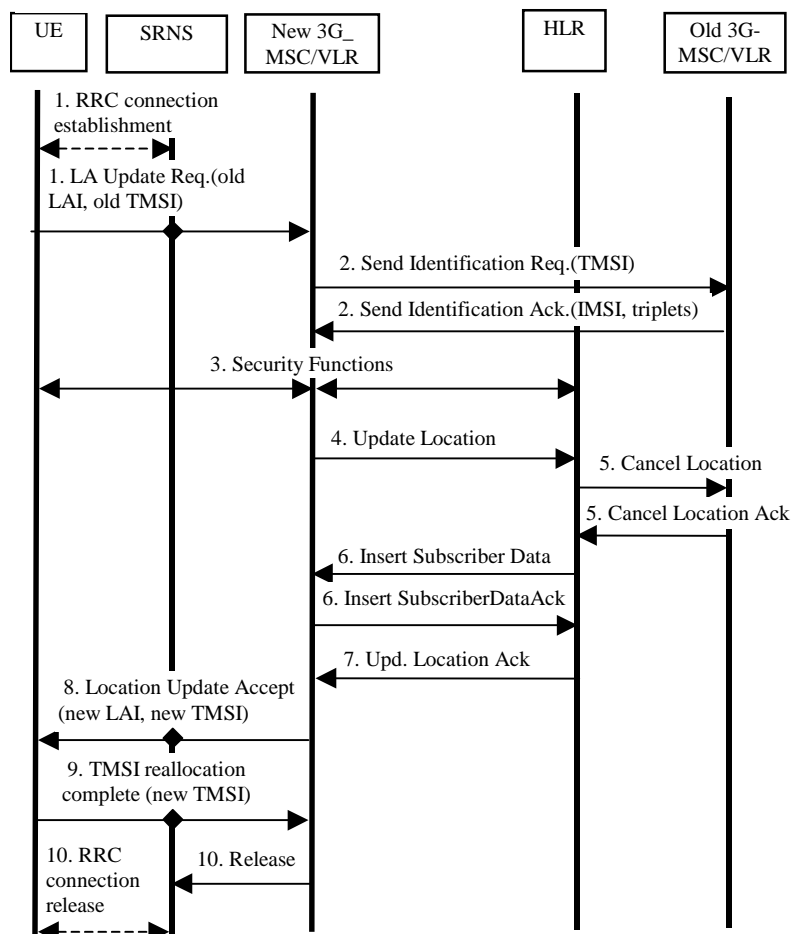 UE
SRNS
New 3G_
MSC/VLR
HLR
Old 3G-
MSC/VLR
1. RRC connection
establishment
1. LA Update Req.(old
LAI, old TMSI)
2. Send Identification Req.(TMSI)
2. Send Identification Ack.(IMSI, triplets)
3. Security Functions
4. Update Location
5. Cancel Location
5. Cancel Location Ack
6. Insert Subscriber Data
6. Insert SubscriberDataAck
7. Upd. Location Ack
8. Location Update Accept
(new LAI, new TMSI)
9. TMSI reallocation
complete (new TMSI)
10. RRC
connection
release
10. Release